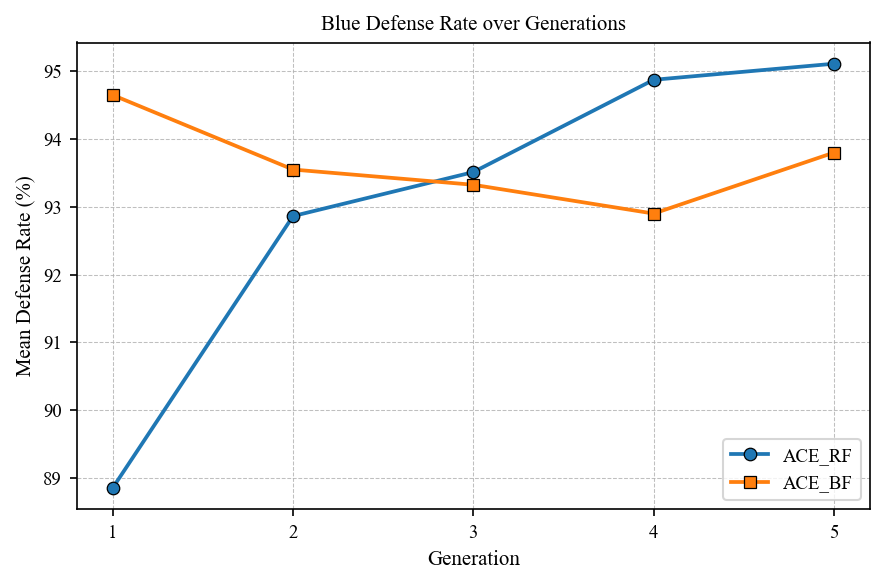 Blue Defense Rate over Generations
Mean Defense Rate (%)
95
94
93
92
91
90
89
1 2 3 4 5
Generation
ACE_RF
ACE_BF